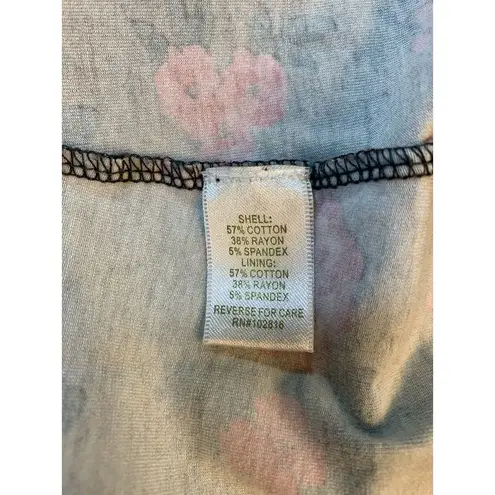 SHELL:
57% COTTON
38% RAYON
5% SPANDEX
LINING:
57% COTTON
38% RAYON
5% SPANDEX
REVERSE FOR CARE
RN#102816